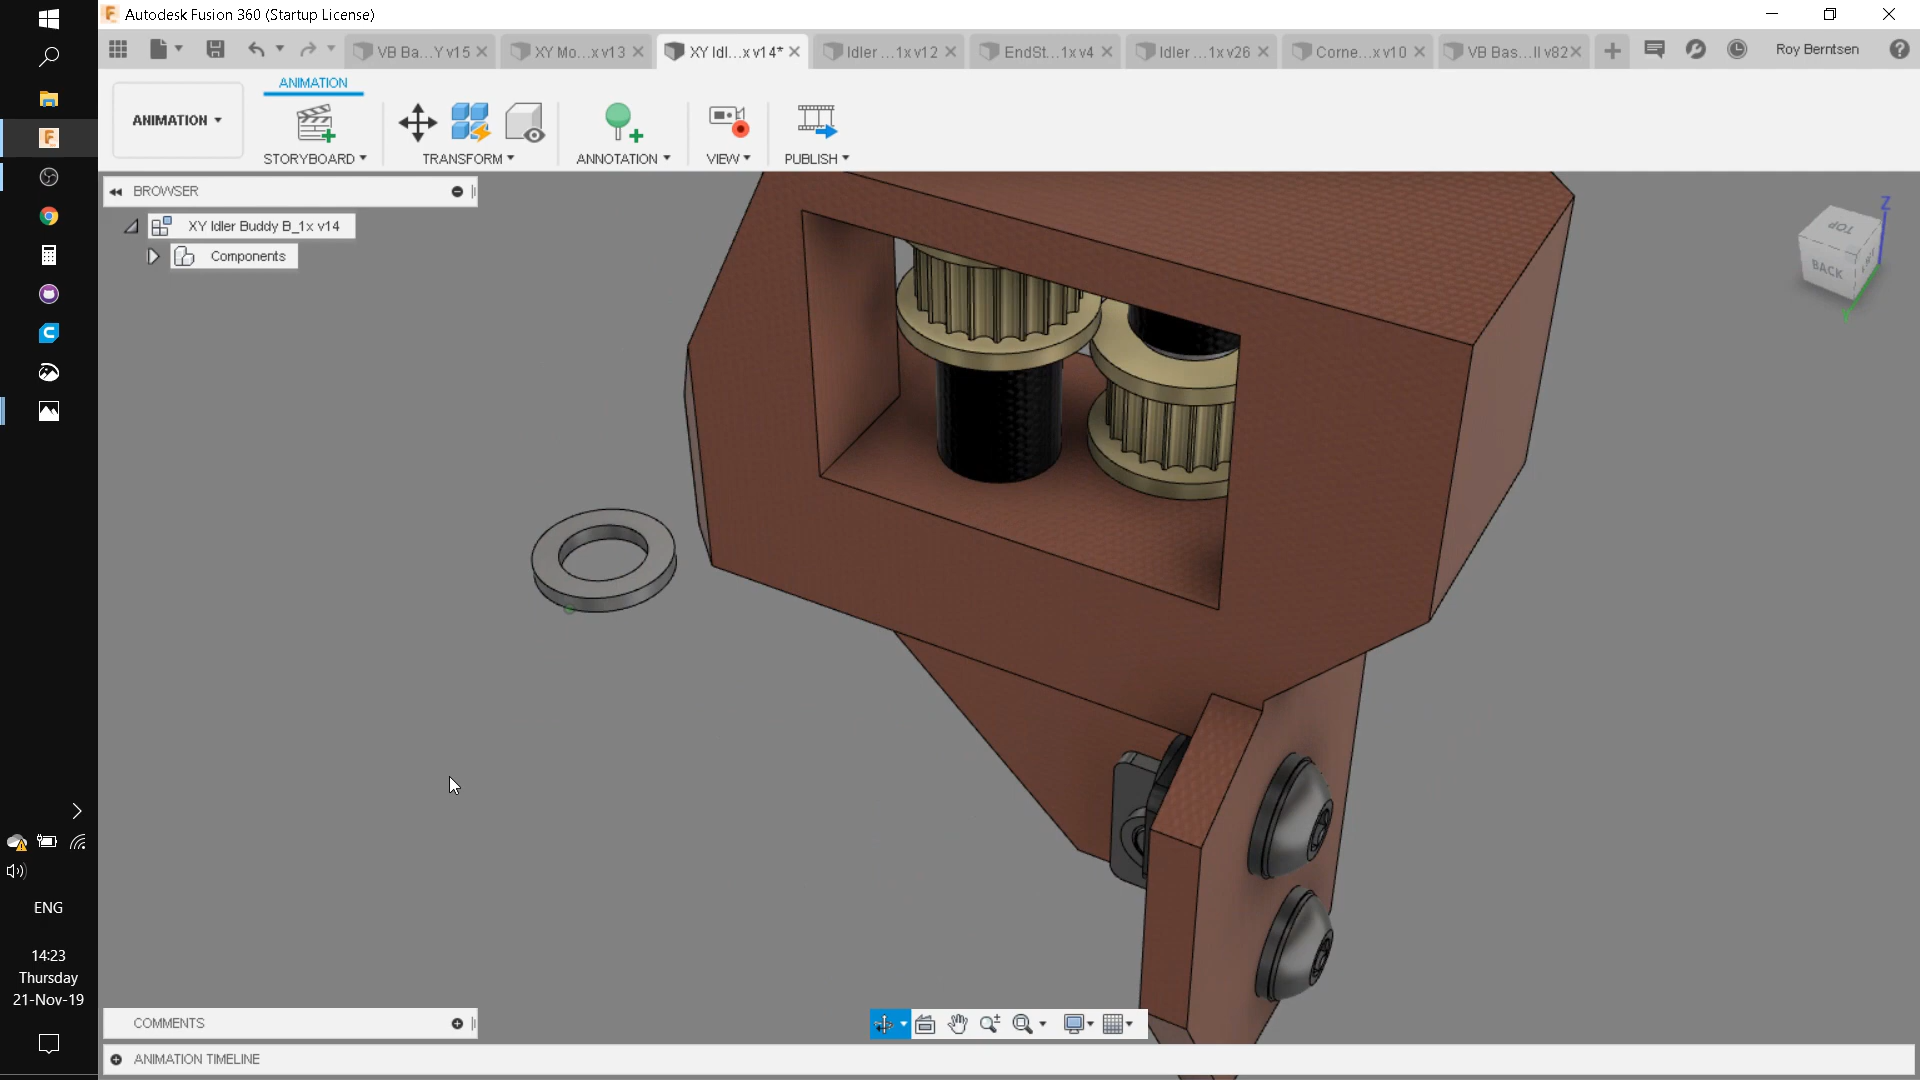 Autodesk Fusion 360 (Startup License)
VB Ba...Y v15
XY Mo...x v13
XY Idl...x v14*
Idler ...1x v12
EndSt...1x v4
Idler ...1x v26
Corne...x v10
VB Bas...II v82
Roy Berntsen
ANIMATION
ANIMATION
STORYBOARD
TRANSFORM
ANNOTATION
VIEW
PUBLISH
BROWSER
XY Idler Buddy B_1x v14
Components
TOP
BACK
Z
ENG
14:23
Thursday
21-Nov-19
COMMENTS
ANIMATION TIMELINE